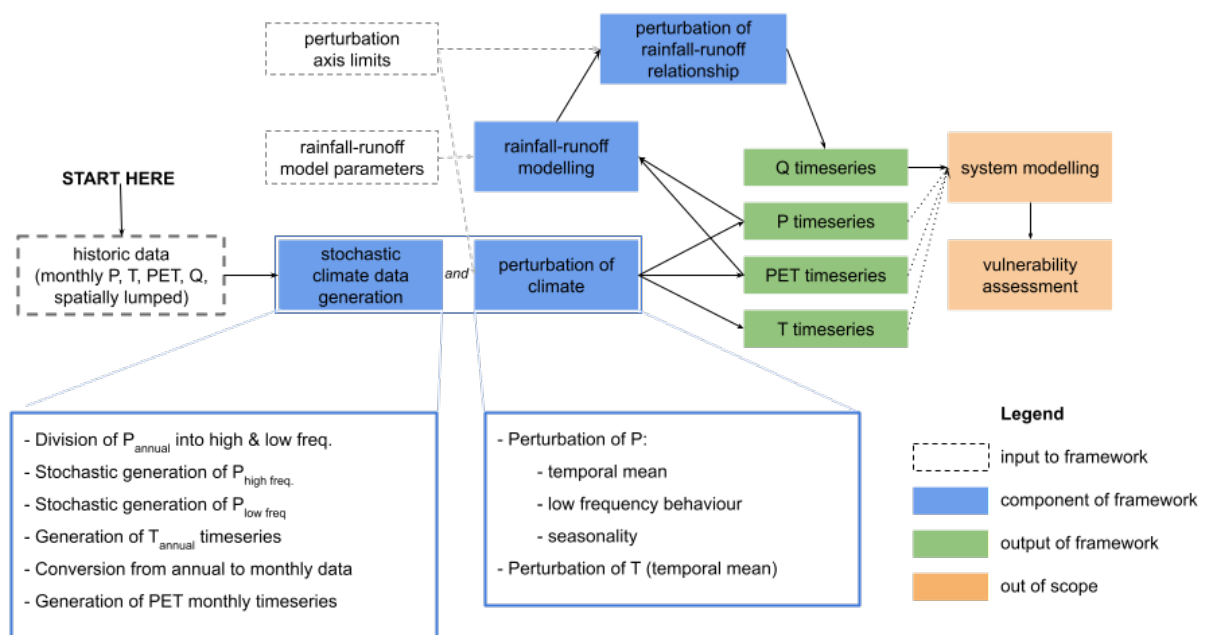 perturbation
axis limits
perturbation of
rainfall-runoff
relationship
rainfall-runoff
model parameters
rainfall-runoff
modelling
START HERE
historic data
(monthly P, T, PET, Q,
spatially lumped)
stochastic
climate data
generation
and
perturbation of
climate
Q timeseries
P timeseries
PET timeseries
T timeseries
system modelling
vulnerability
assessment
- Division of Pannual into high & low freq.
- Stochastic generation of Phigh freq.
- Stochastic generation of Plow freq
- Generation of Tannual timeseries
- Conversion from annual to monthly data
- Generation of PET monthly timeseries
- Perturbation of P:
- temporal mean
- low frequency behaviour
- seasonality
- Perturbation of T (temporal mean)
Legend
input to framework
component of framework
output of framework
out of scope